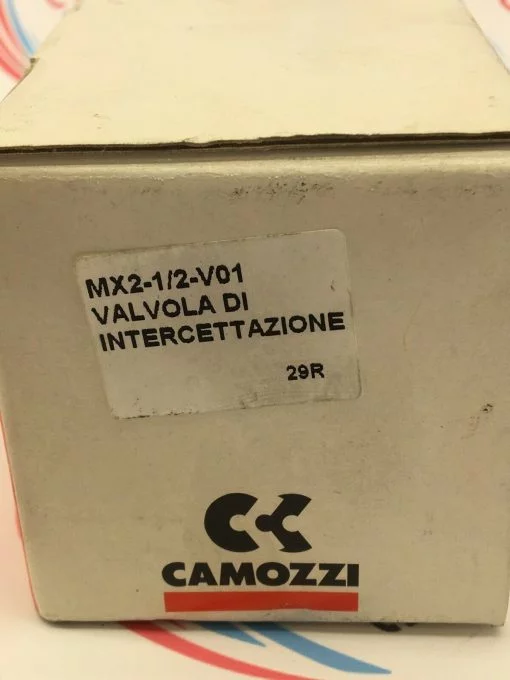 MX2-1/2-V01
VALVOLA DI
INTERCETTAZIONE
29R
CAMOZZI